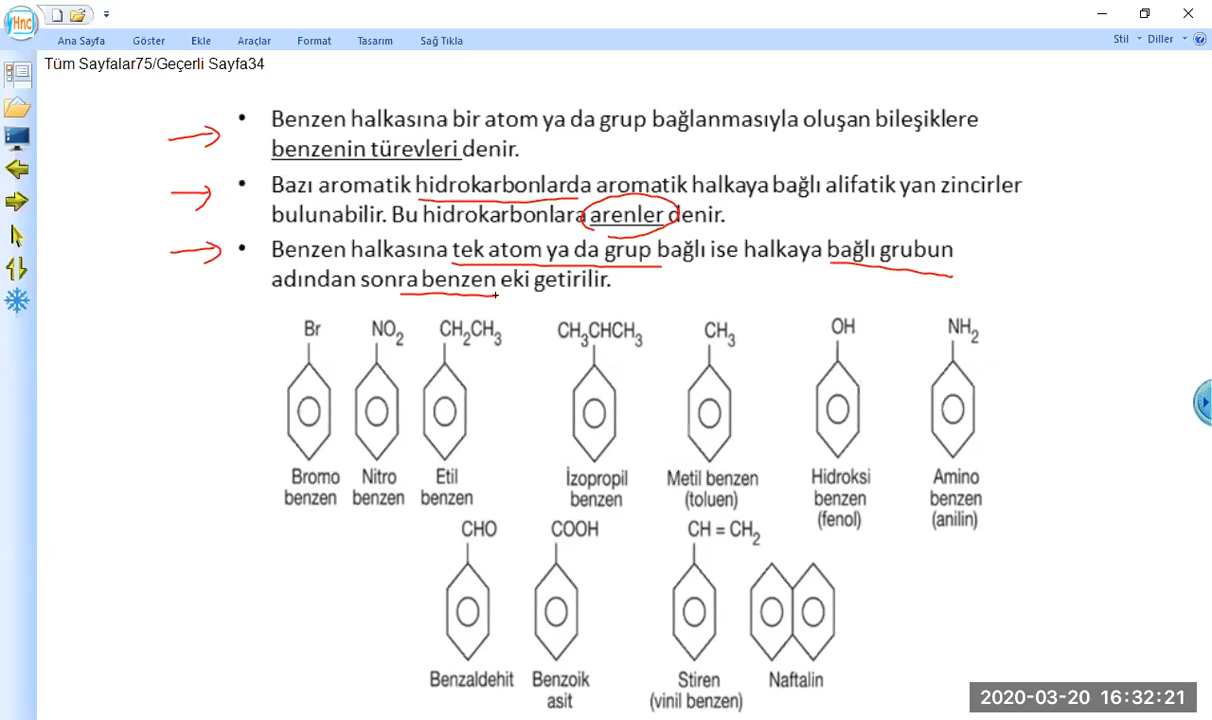 Hnc
Ana Sayfa Göster Ekle Araçlar Format Tasarım Sağ Tıkla Stil Diller
Tüm Sayfalar75/Geçerli Sayfa34
• Benzen halkasına bir atom ya da grup bağlanmasıyla oluşan bileşiklere
benzenin türevleri denir.
• Bazı aromatik hidrokarbonlarda aromatik halkaya bağlı alifatik yan zincirler
bulunabilir. Bu hidrokarbonlara arenler denir.
• Benzen halkasına tek atom ya da grup bağlı ise halkaya bağlı grubun
adından sonra benzen eki getirilir.
Br NO₂ CH₂CH₃ CH₃CHCH₃ CH₃ OH NH₂
Bromo Nitro Etil İzopropil Metil benzen Hidroksi Amino
benzen benzen benzen benzen (toluen) benzen benzen
(fenol) (anilin)
CHO COOH CH = CH₂
Benzaldehit Benzoik Stiren Naftalin
asit (vinil benzen)
2020-03-20 16:32:21